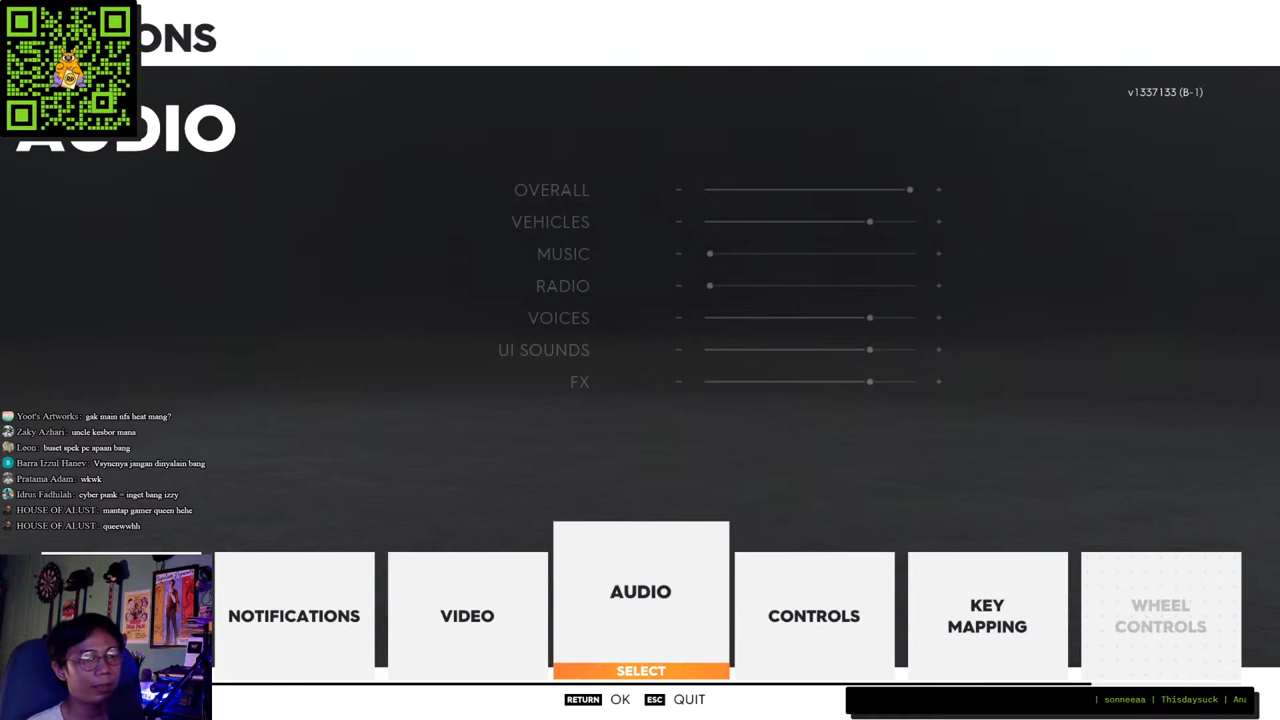 ONS
AUDIO
v1337133 (B-1)
OVERALL - +
VEHICLES - +
MUSIC - +
RADIO - +
VOICES - +
UI SOUNDS - +
FX - +
Yoot's Artworks: gak main nfs heat mang?
Zaky Azhari: uncle kesbor mana
Leon: buset spek pc apaan bang
B Barra Izzul Hanev: Vsyncnya jangan dinyalain bang
Pratama Adam: wkwk
Idrus Fadhilah: cyber punk = inget bang izzy
HOUSE OF ALUST: mantap gamer queen hehe
HOUSE OF ALUST: queewwhh
NOTIFICATIONS
VIDEO
AUDIO
SELECT
CONTROLS
KEY
MAPPING
WHEEL
CONTROLS
RETURN OK ESC QUIT
| sonneeaa | Thisdaysuck |